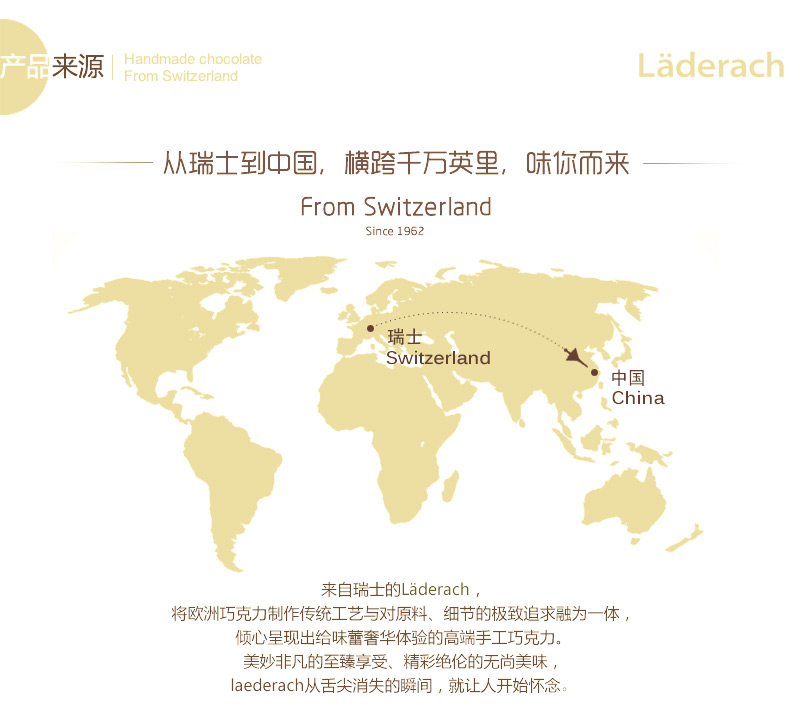 产品来源
Handmade chocolate
From Switzerland
Läderach
从瑞士到中国，横跨千万英里，味你而来
From Switzerland
Since 1962
瑞士
Switzerland
中国
China
来自瑞士的Läderach，
将欧洲巧克力制作传统工艺与对原料、细节的极致追求融为一体，
倾心呈现出给味蕾奢华体验的高端手工巧克力。
美妙非凡的至臻享受、精彩绝伦的无尚美味，
laederach从舌尖消失的瞬间，就让人开始怀念。